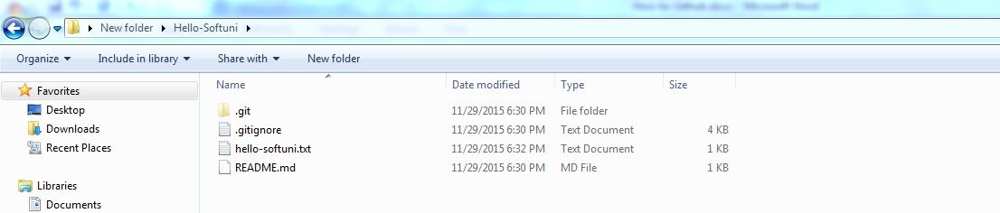 New folder Hello-Softuni
Organize Include in library Share with New folder
Name Date modified Type Size
Favorites
Desktop
Downloads
Recent Places
Libraries
Documents
.git 11/29/2015 6:30 PM File folder
.gitignore 11/29/2015 6:30 PM Text Document 4 KB
hello-softuni.txt 11/29/2015 6:32 PM Text Document 1 KB
README.md 11/29/2015 6:30 PM MD File 1 KB